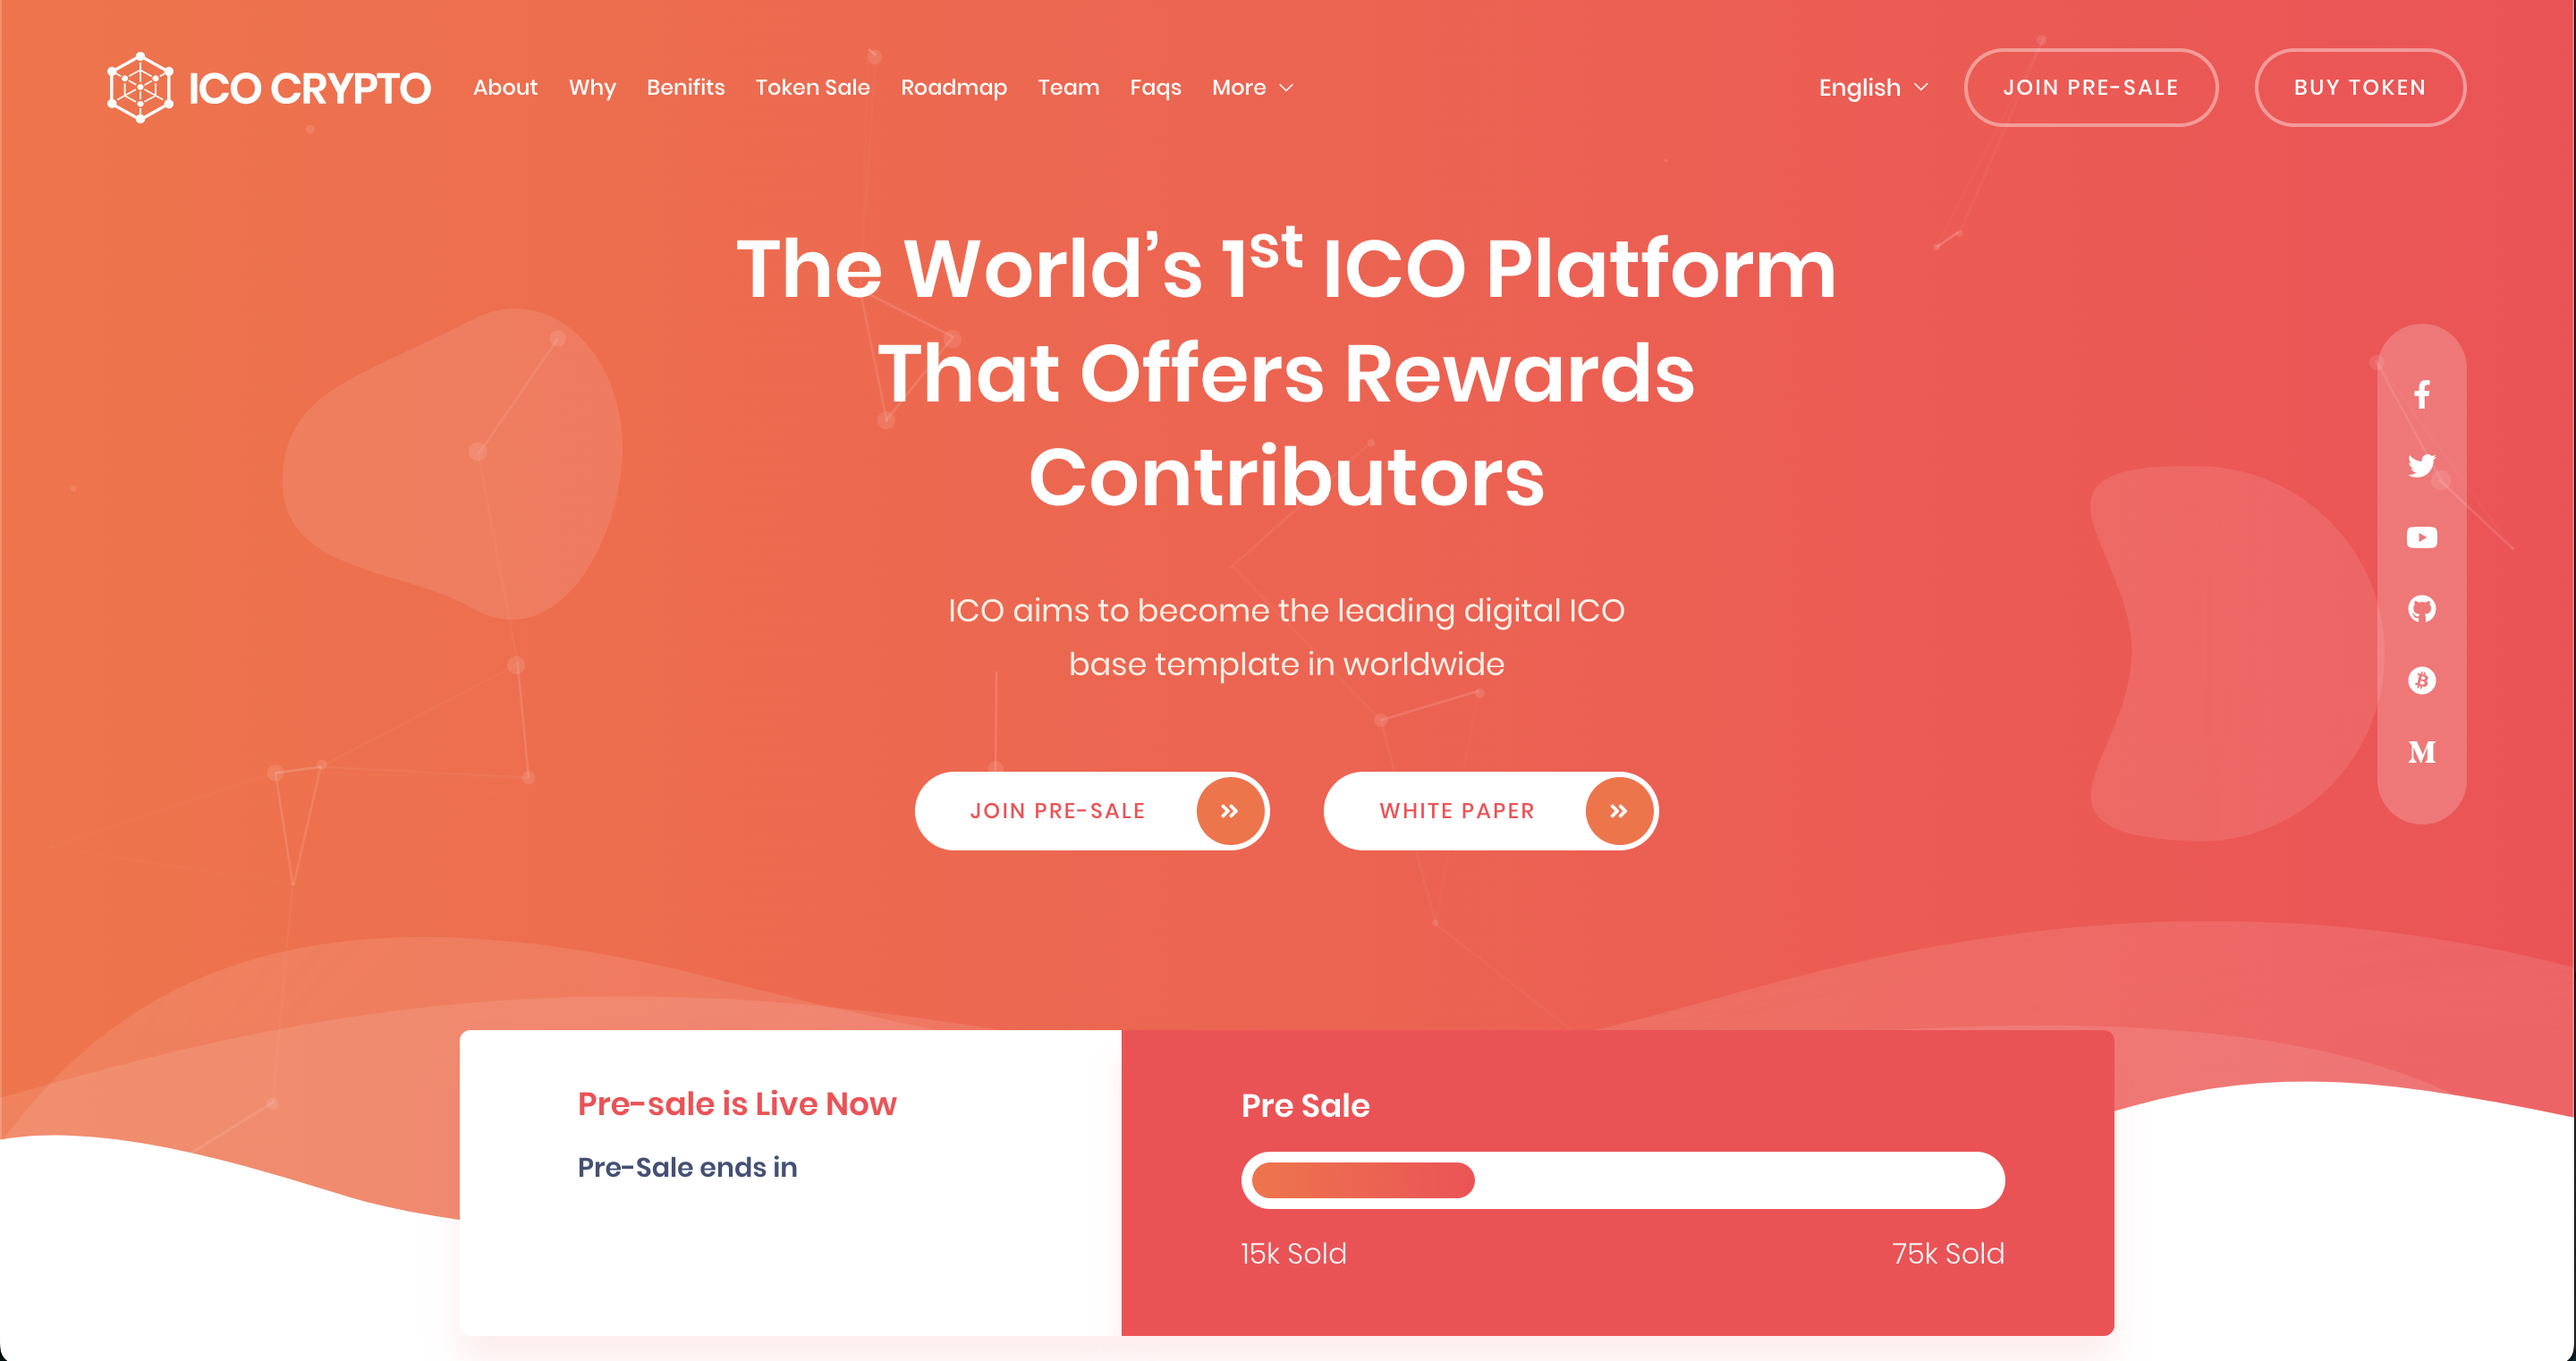 ICO CRYPTO
About Why Benifits Token Sale Roadmap Team Faqs More
English JOIN PRE-SALE BUY TOKEN
The World’s 1st ICO Platform
That Offers Rewards
Contributors
ICO aims to become the leading digital ICO
base template in worldwide
JOIN PRE-SALE
WHITE PAPER
Pre-sale is Live Now
Pre-Sale ends in
Pre Sale
15k Sold
75k Sold